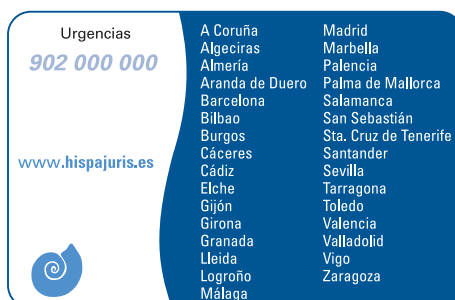 Urgencias
902 000 000
www.hispajuris.es
A Coruña
Algeciras
Almería
Aranda de Duero
Barcelona
Bilbao
Burgos
Cáceres
Cádiz
Elche
Gijón
Girona
Granada
Lleida
Logroño
Málaga
Madrid
Marbella
Palencia
Palma de Mallorca
Salamanca
San Sebastián
Sta. Cruz de Tenerife
Santander
Sevilla
Tarragona
Toledo
Valencia
Valladolid
Vigo
Zaragoza